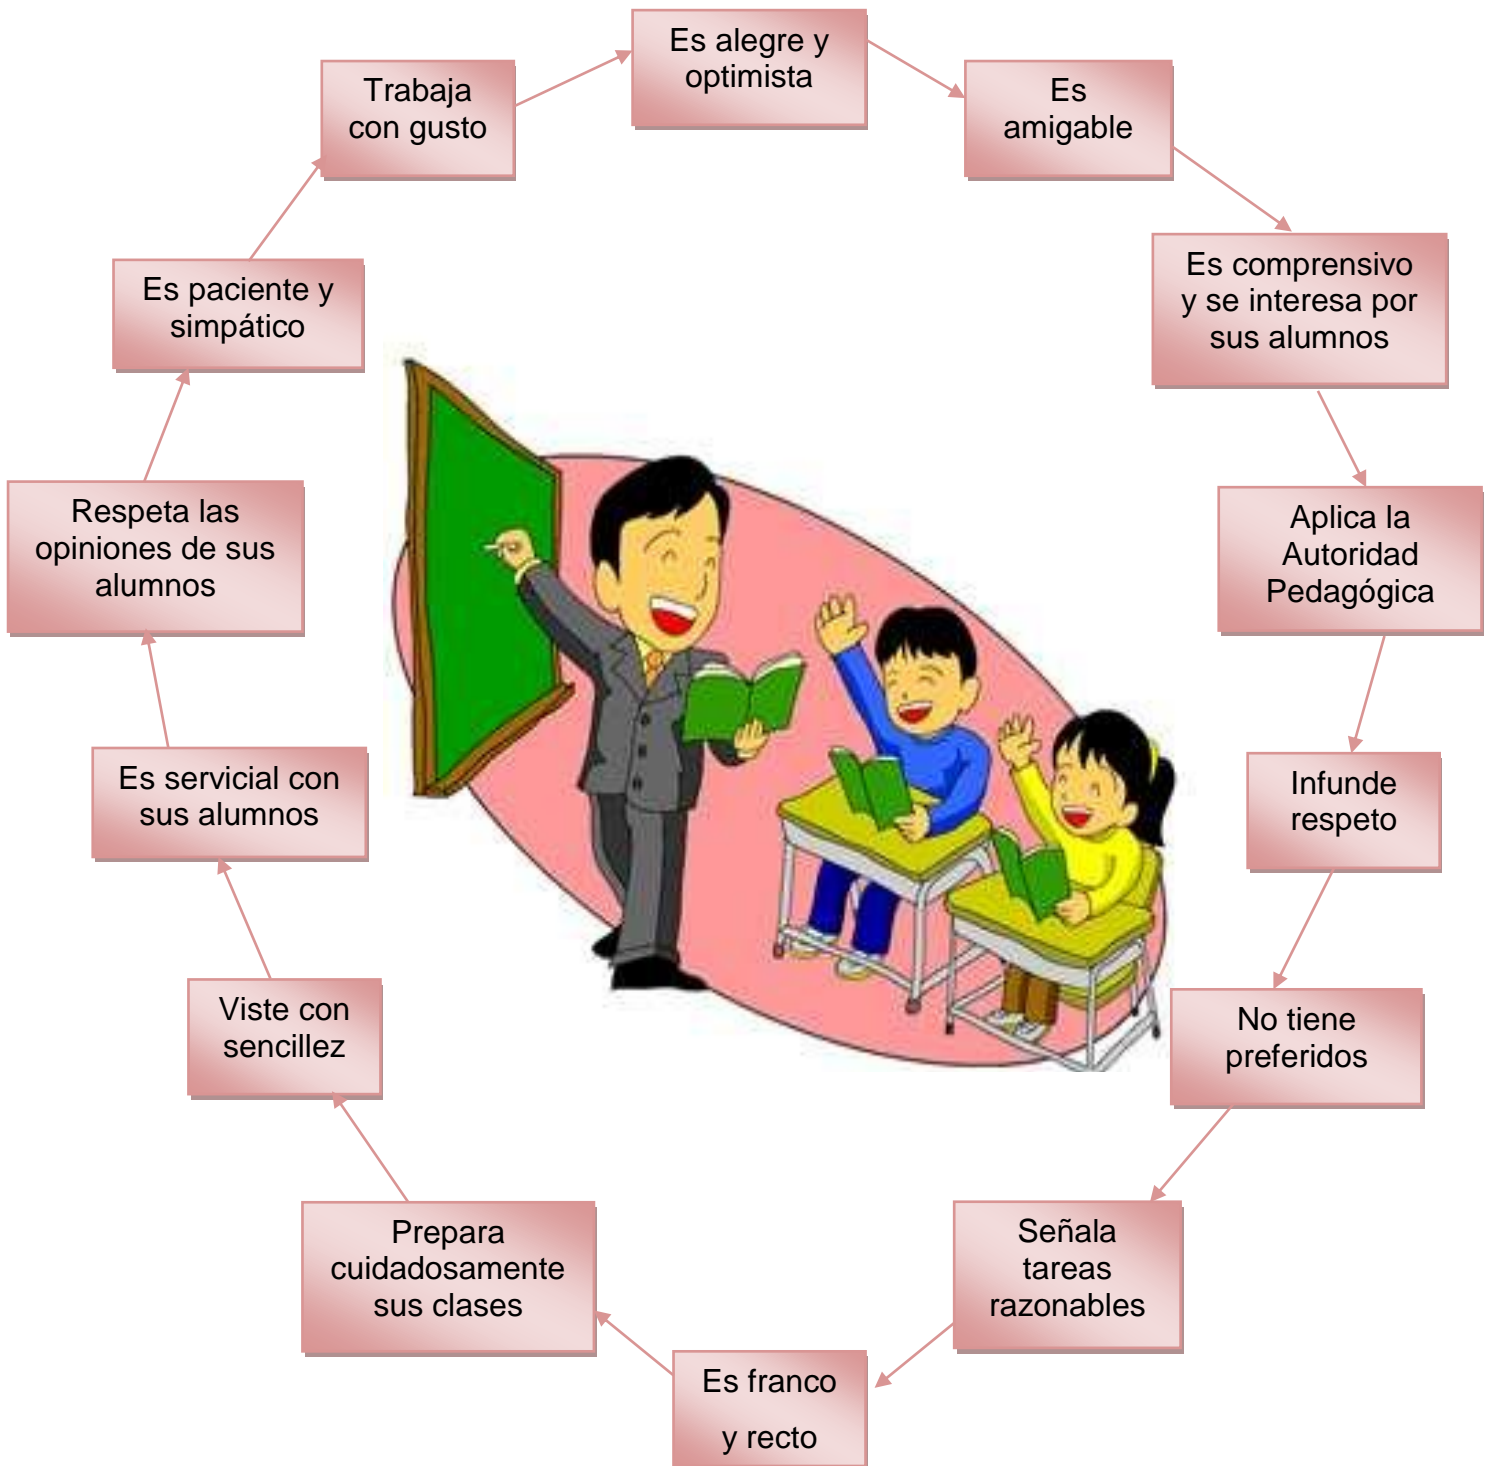 Es alegre y
optimista
Es
amigable
Es comprensivo
y se interesa por
sus alumnos
Aplica la
Autoridad
Pedagógica
Infunde
respeto
No tiene
preferidos
Señala
tareas
razonables
Es franco
y recto
Prepara
cuidadosamente
sus clases
Viste con
sencillez
Es servicial con
sus alumnos
Respeta las
opiniones de sus
alumnos
Es paciente y
simpático
Trabaja
con gusto